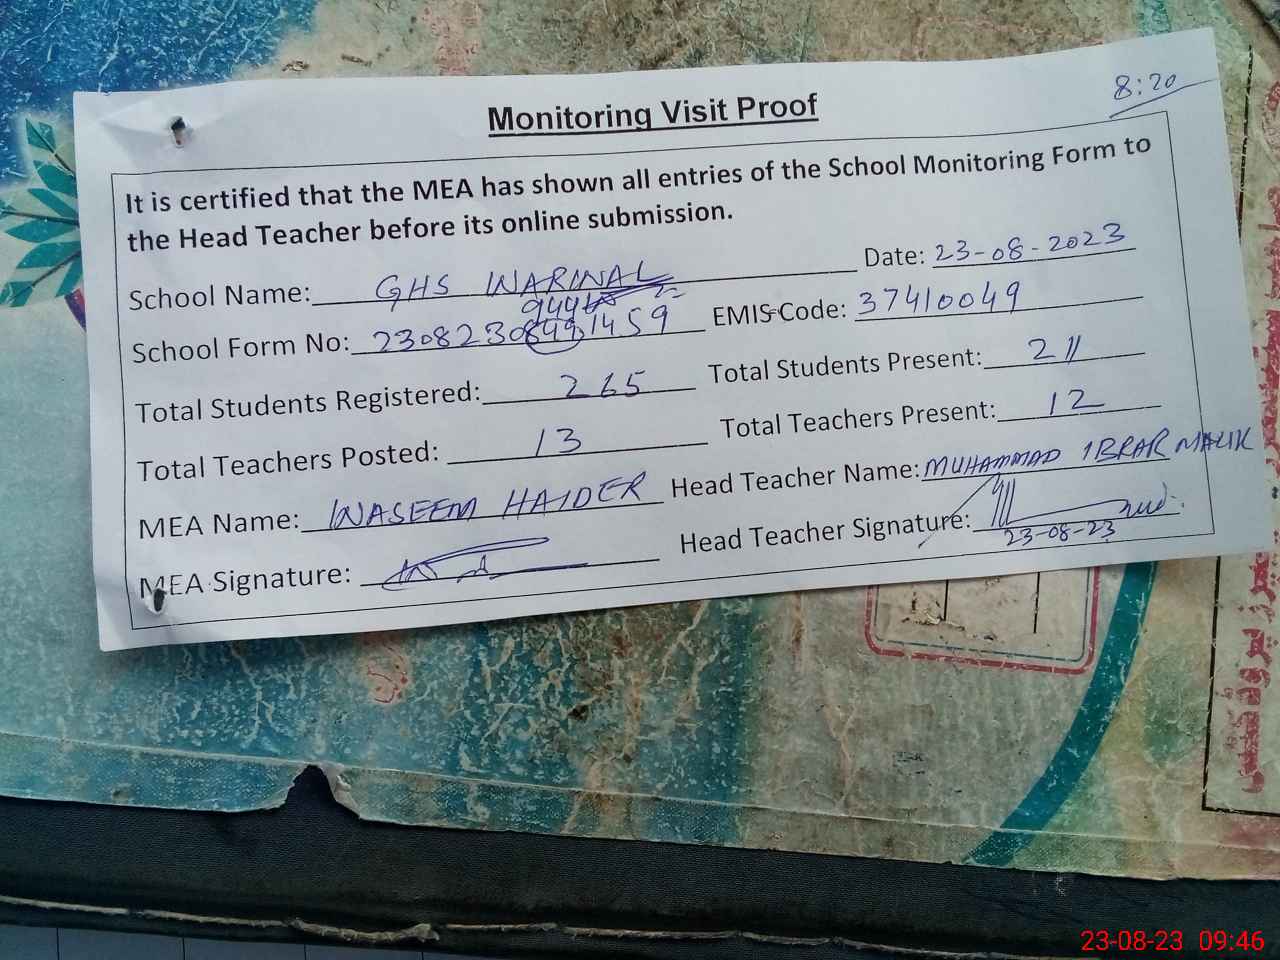 8:20
Monitoring Visit Proof
It is certified that the MEA has shown all entries of the School Monitoring Form to
the Head Teacher before its online submission.
School Name: GHS WARINAL Date: 23-08-2023
School Form No: 23082308491459 EMIS Code: 37410049
Total Students Registered: 265 Total Students Present: 211
Total Teachers Posted: 13 Total Teachers Present: 12
MEA Name: WASEEM HAIDER Head Teacher Name: MUHAMMAD IBRAR MALIK
MEA Signature: Head Teacher Signature:
23-08-23
23-08-23 09:46